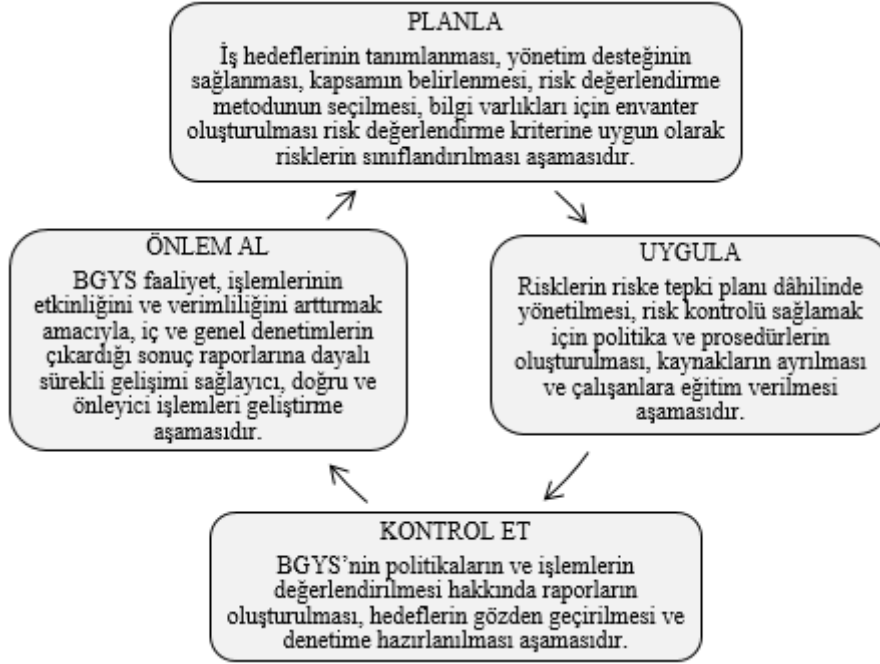 PLANLA
İş hedeflerinin tanımlanması, yönetim desteğinin
sağlanması, kapsamın belirlenmesi, risk değerlendirme
metodunun seçilmesi, bilgi varlıkları için envanter
oluşturulması risk değerlendirme kriterine uygun olarak
risklerin sınıflandırılması aşamasıdır.
UYGULA
Risklerin riske tepki planı dâhilinde
yönetilmesi, risk kontrolü sağlamak
için politika ve prosedürlerin
oluşturulması, kaynakların ayrılması
ve çalışanlara eğitim verilmesi
aşamasıdır.
KONTROL ET
BGYS’nin politikaların ve işlemlerin
değerlendirilmesi hakkında raporların
oluşturulması, hedeflerin gözden geçirilmesi ve
denetime hazırlanılması aşamasıdır.
ÖNLEM AL
BGYS faaliyet, işlemlerinin
etkinliğini ve verimliliğini arttırmak
amacıyla, iç ve genel denetimlerin
çıkardığı sonuç raporlarına dayalı
sürekli gelişimi sağlayıcı, doğru ve
önleyici işlemleri geliştirme
aşamasıdır.